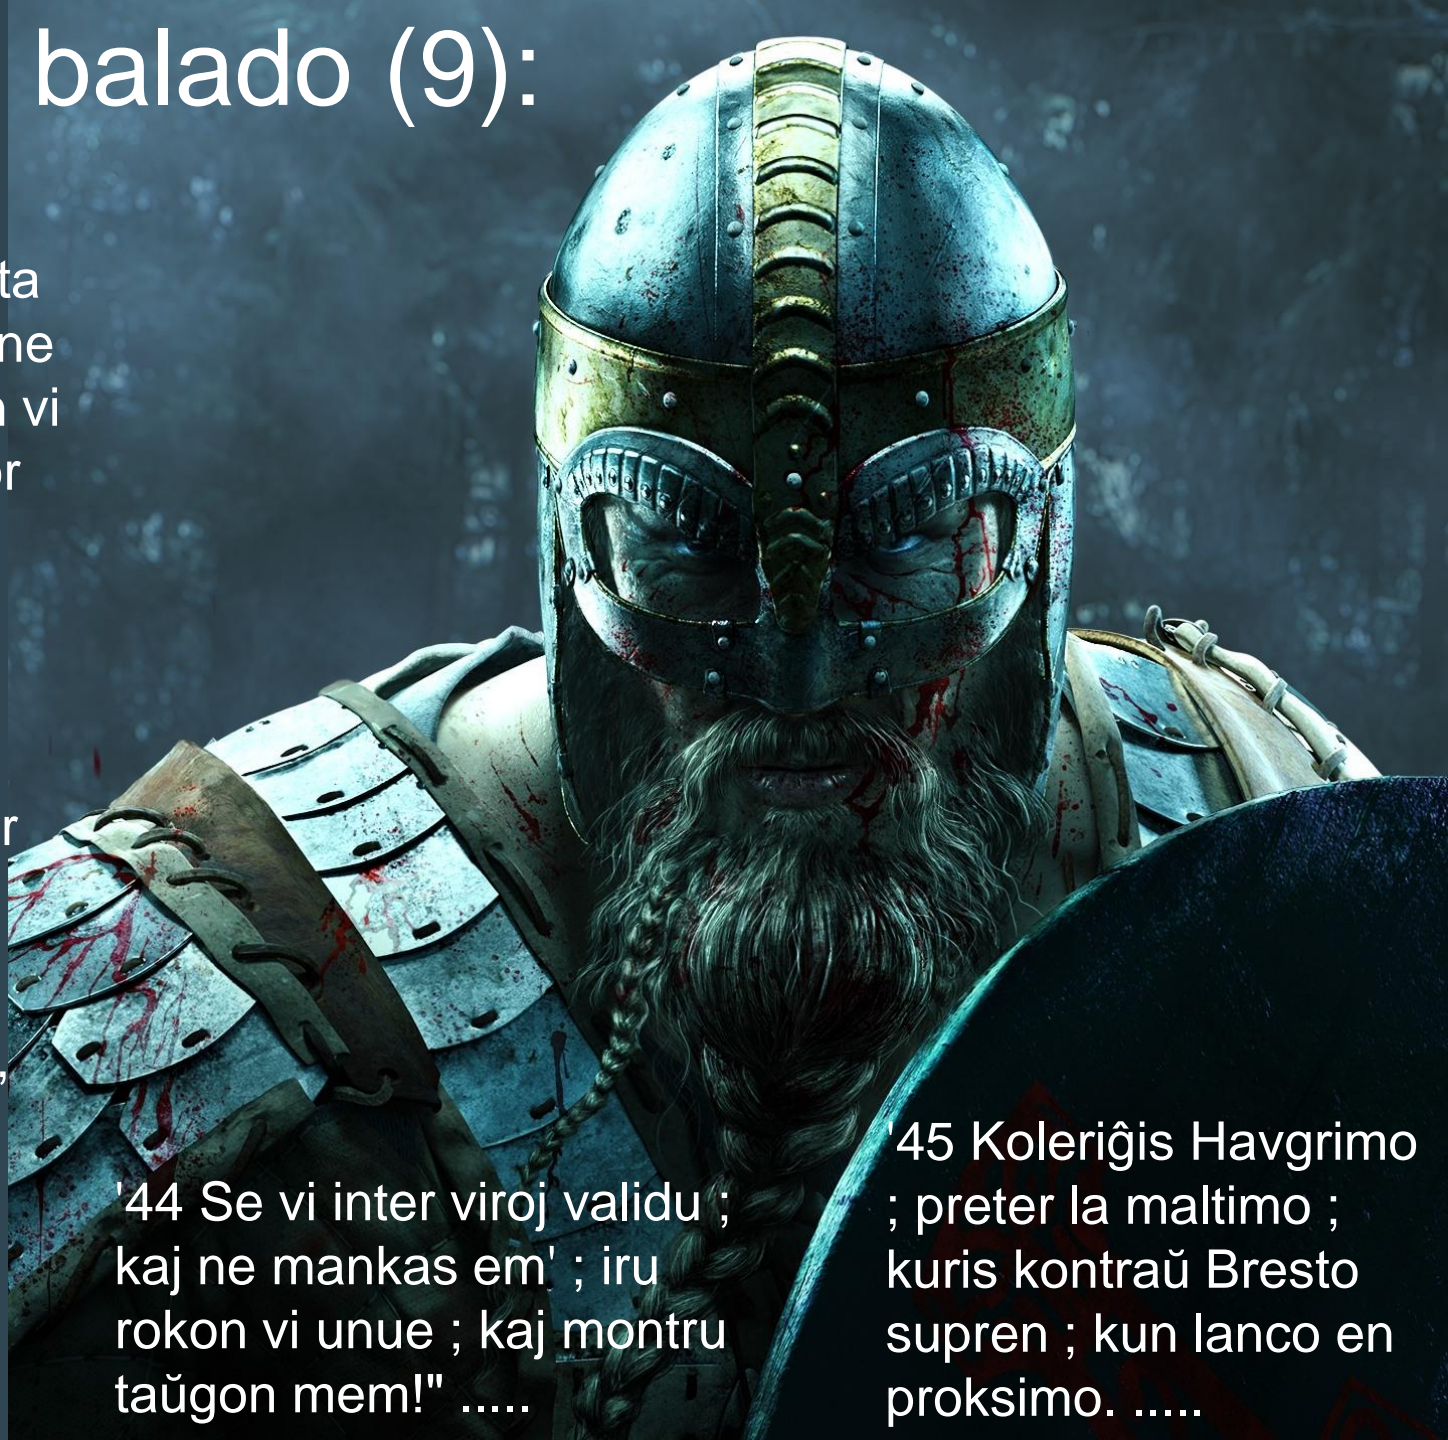 balado (9):
ta
ne
vi
r
r
,
'44 Se vi inter viroj validu ;
kaj ne mankas em' ; iru
rokon vi unue ; kaj montru
taŭgon mem!" .....
'45 Koleriĝis Havgrimo
; preter la maltimo ;
kuris kontraŭ Bresto
supren ; kun lanco en
proksimo. .....